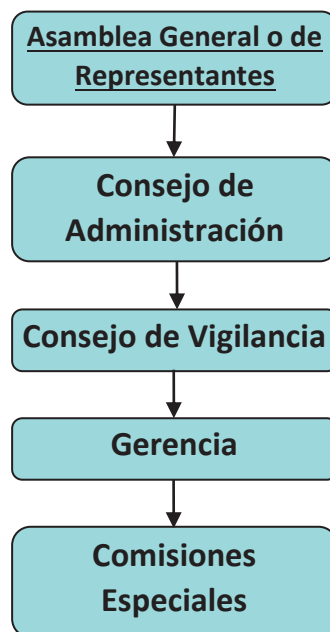 Asamblea General o de
Representantes
Consejo de
Administración
Consejo de Vigilancia
Gerencia
Comisiones
Especiales